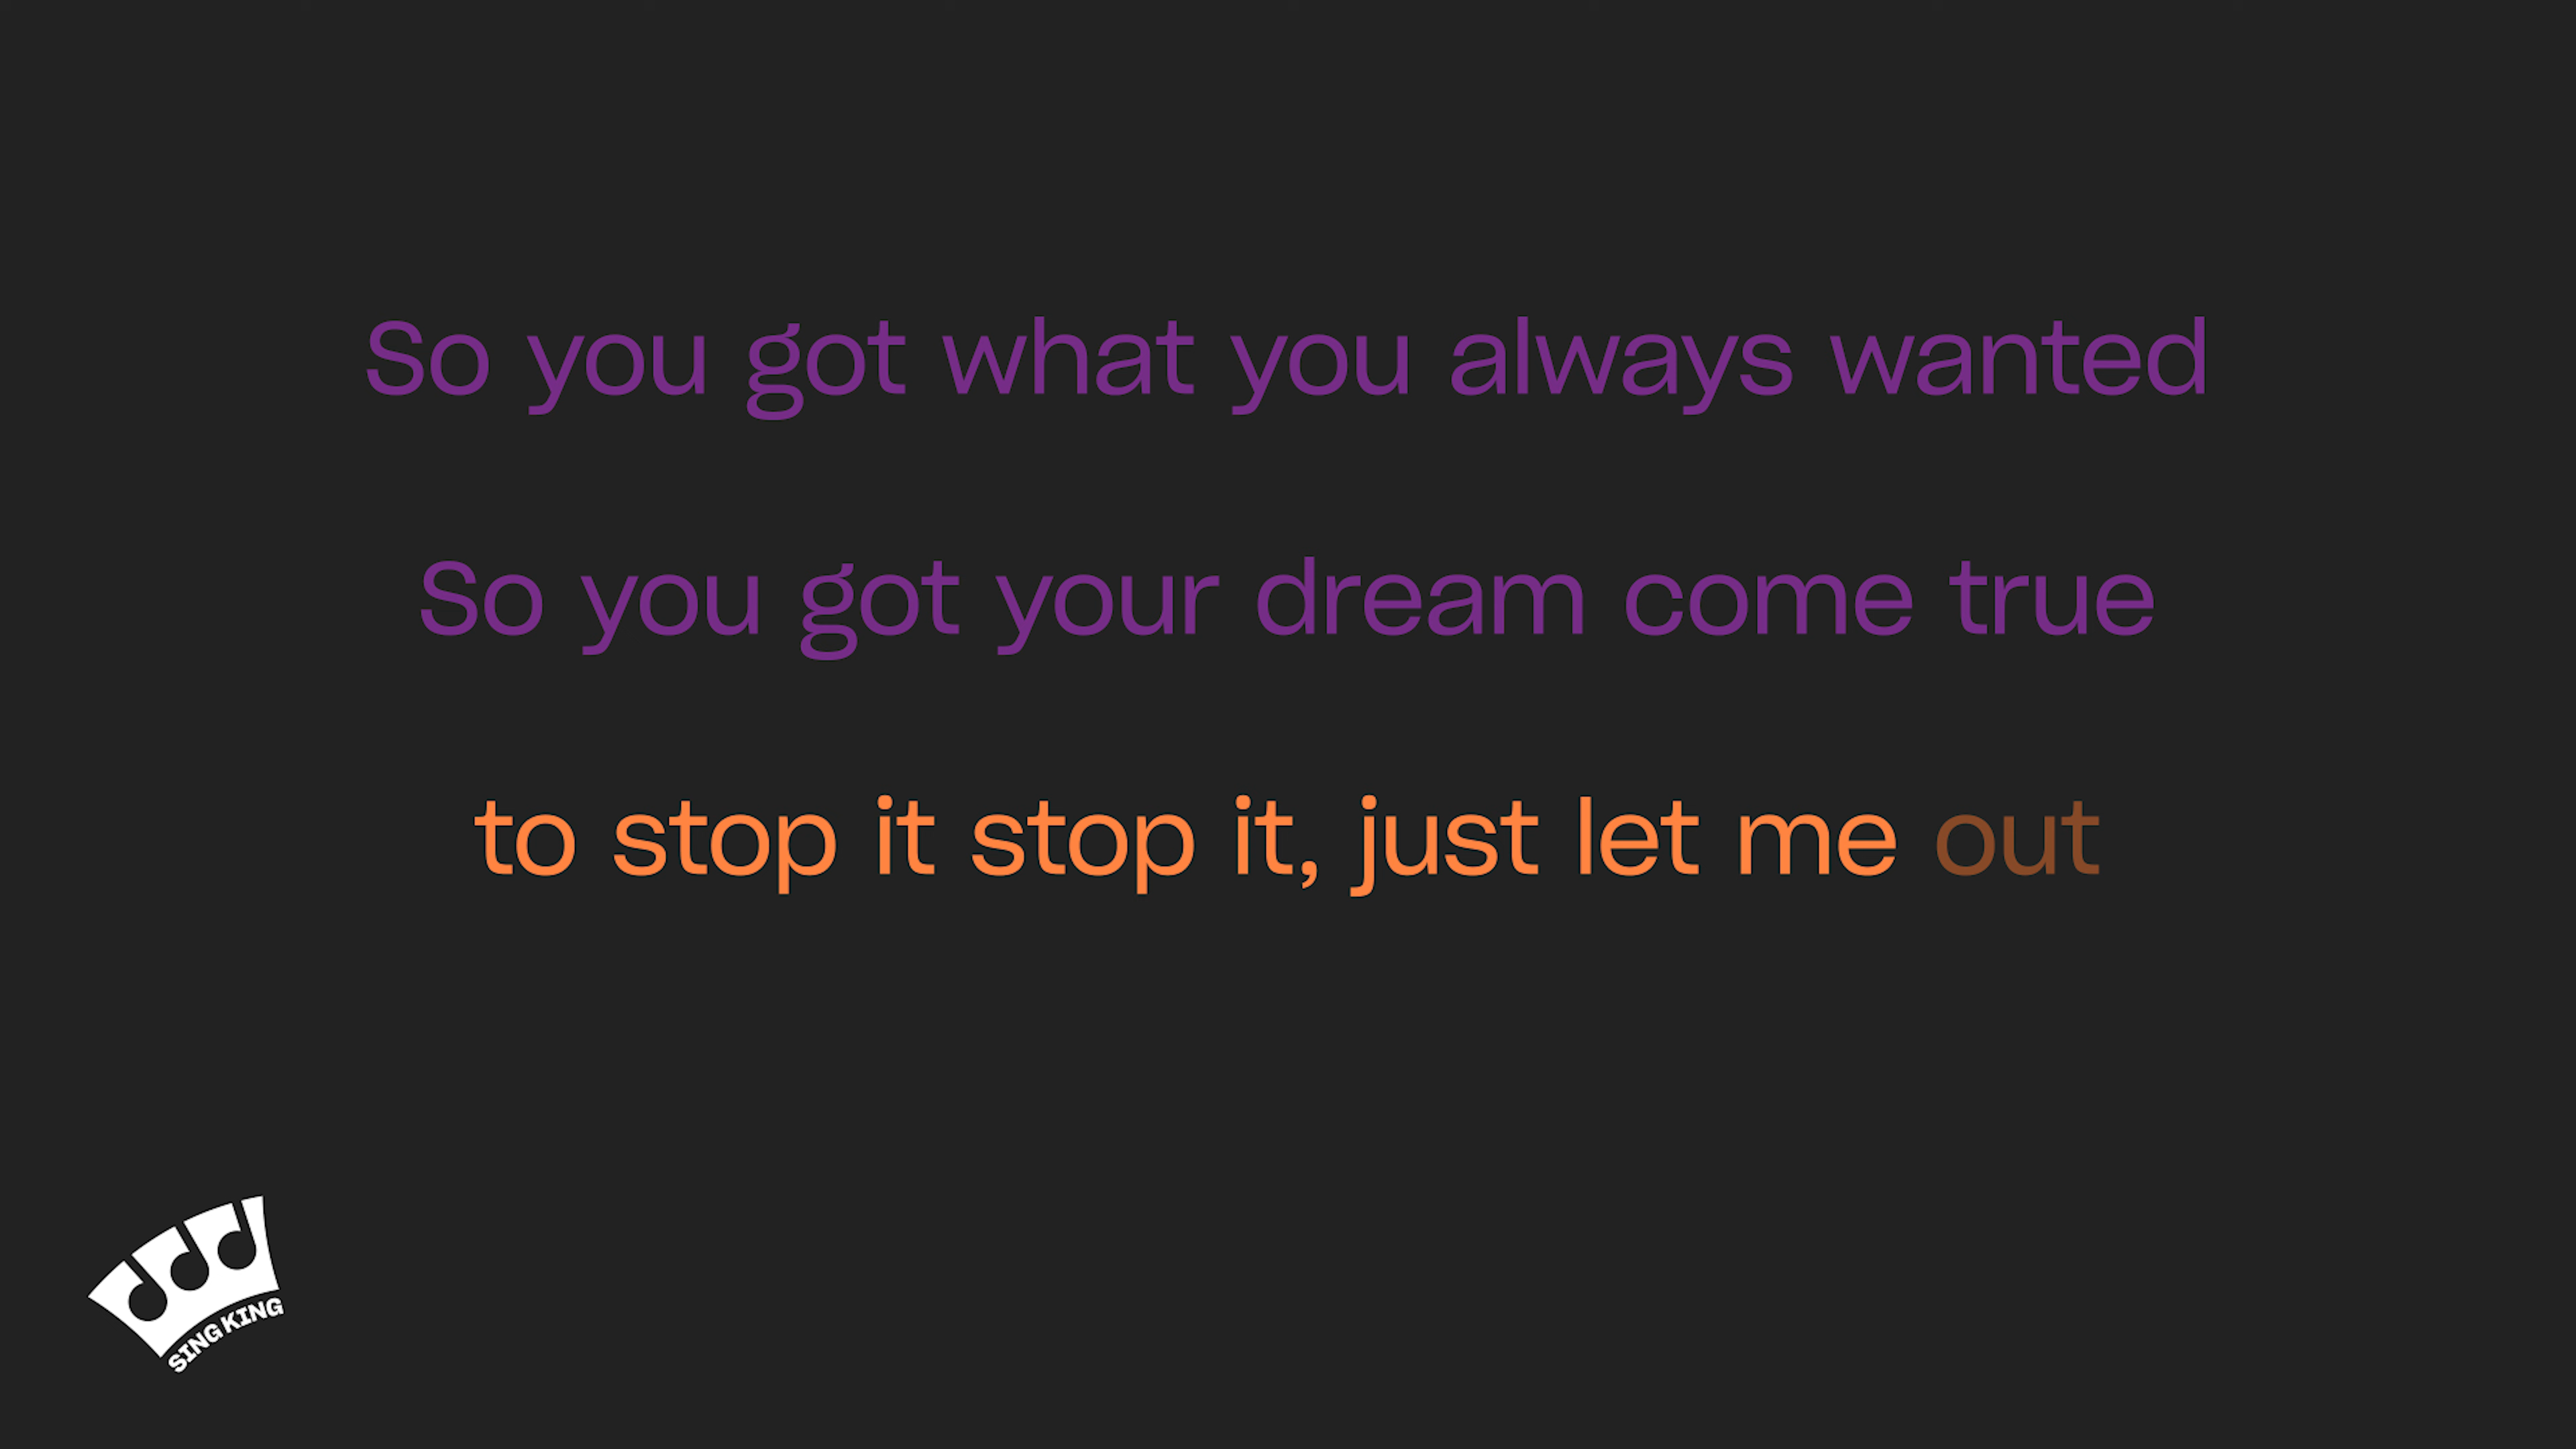 So you got what you always wanted
So you got your dream come true
to stop it stop it, just let me out
SING KING